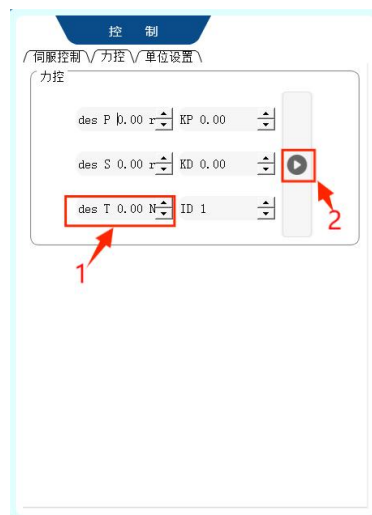 控 制
伺服控制 力控 单位设置
力控
des P 0.00 r KP 0.00
des S 0.00 r KD 0.00
des T 0.00 N ID 1
1
2